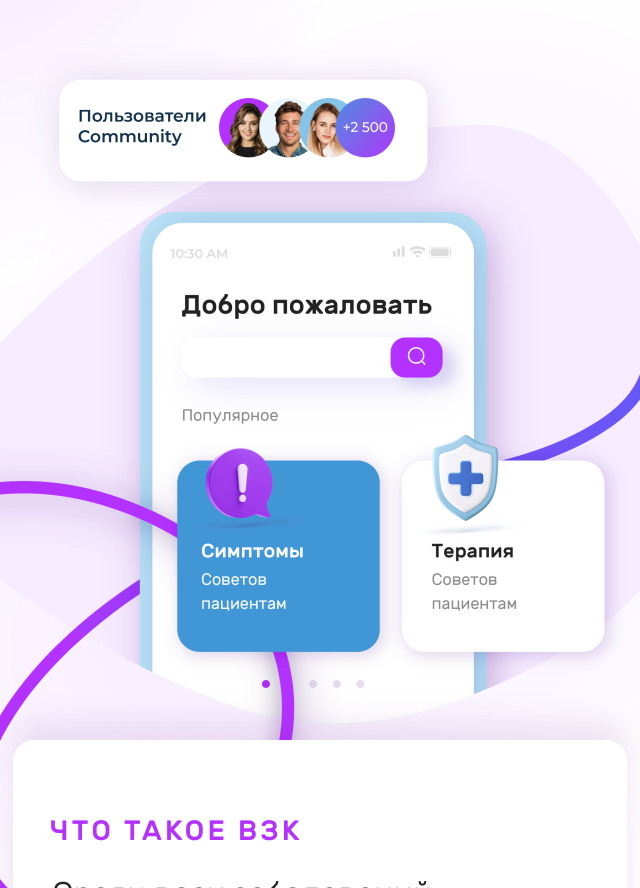 Пользователи
Community
+2 500
10:30 AM
Добро пожаловать
Популярное
Симптомы
Советов
пациентам
Терапия
Советов
пациентам
ЧТО ТАКОЕ ВЗК